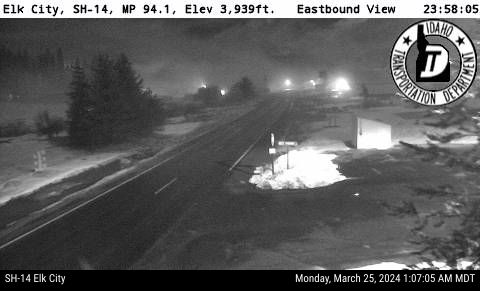 Elk City, SH-14, MP 94.1, Elev 3,939ft. Eastbound View 23:58:05
IDAHO
TRANSPORTATION DEPARTMENT
SH-14 Elk City Monday, March 25, 2024 1:07:05 AM MDT